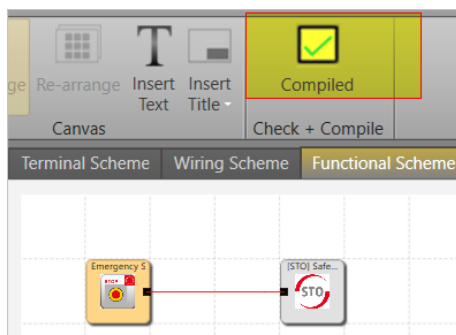 ge
Re-arrange
Insert
Text
Insert
Title
Compiled
Canvas
Check + Compile
Terminal Scheme
Wiring Scheme
Functional Scheme
Emergency S
[STO] Safe...
STOP
STO